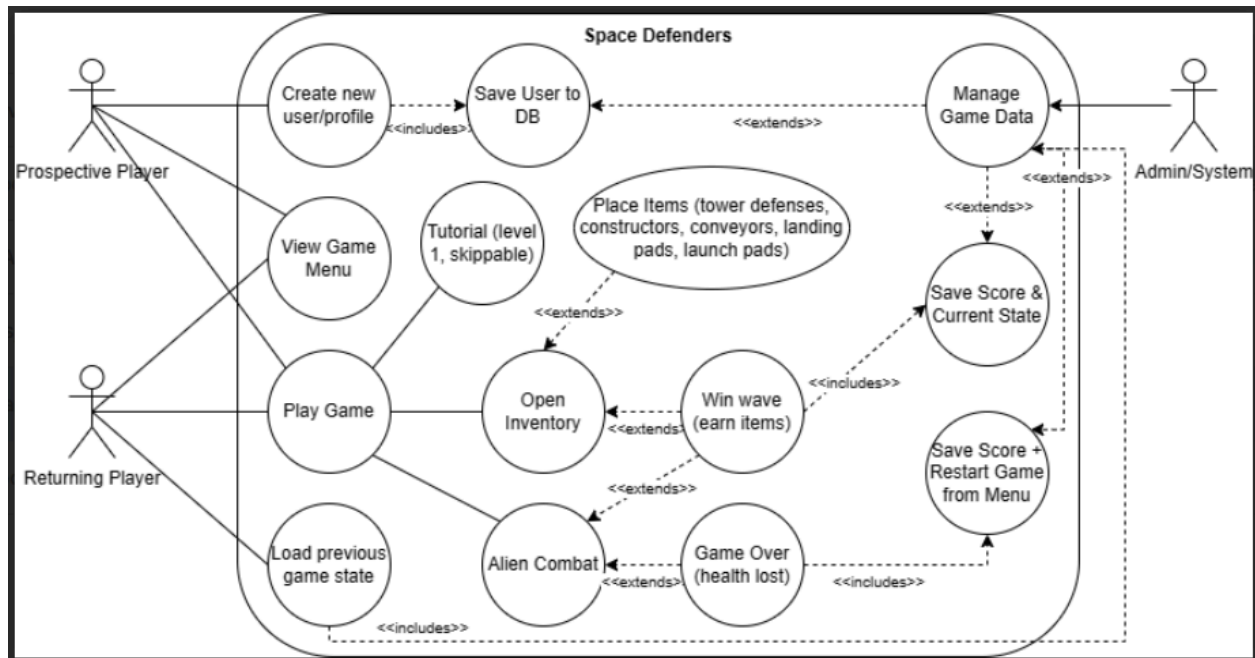 Space Defenders
Prospective Player
Create new
user/profile
<<includes>>
Save User to
DB
<<extends>>
Manage
Game Data
Admin/System
<<extends>>
<<extends>>
View Game
Menu
Tutorial (level
1, skippable)
Place Items (tower defenses,
constructors, conveyors, landing
pads, launch pads)
<<extends>>
Save Score &
Current State
Returning Player
Play Game
Open
Inventory
<<extends>
Win wave
(earn items)
<<includes>>
<<extends>>
Save Score +
Restart Game
from Menu
Load previous
game state
Alien Combat
<<extends>>
Game Over
(health lost)
<<includes>>
<<includes>>